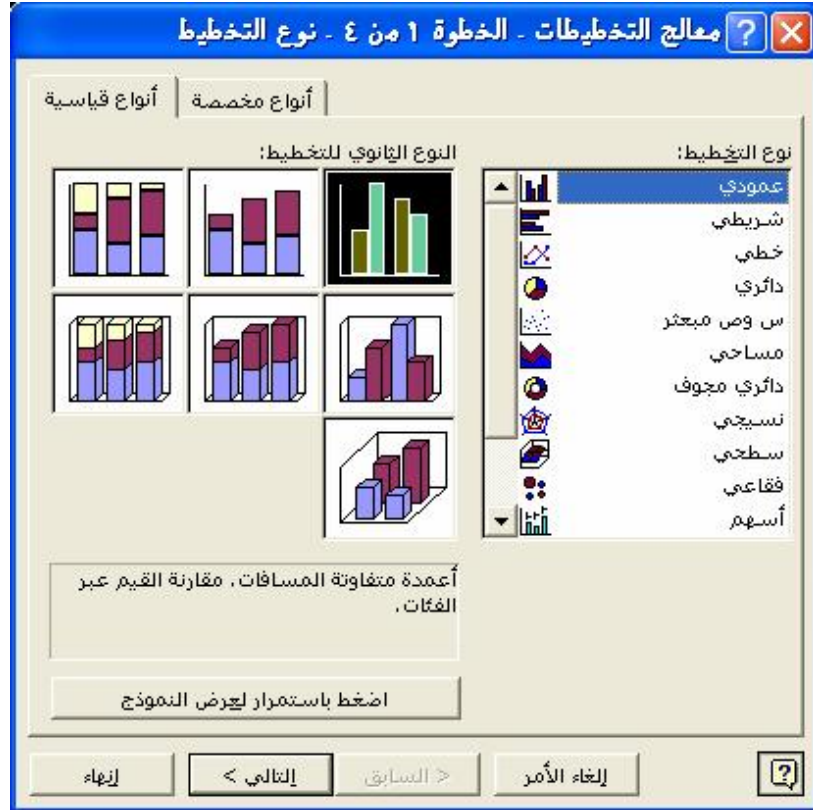 معالج التخطيطات - الخطوة ١ من ٤ - نوع التخطيط
أنواع قياسية
أنواع مخصصة
نوع التخطيط:
عمودي
شريطي
خطي
دائري
س وص مبعثر
مساحي
دائري مجوف
نسيجي
سطحي
فقاعي
أسهم
النوع الثانوي للتخطيط:
أعمدة متفاوتة المسافات، مقارنة القيم عبر
الفئات.
اضغط باستمرار لعرض النموذج
إلغاء الأمر
< السابق
التالي >
إنهاء